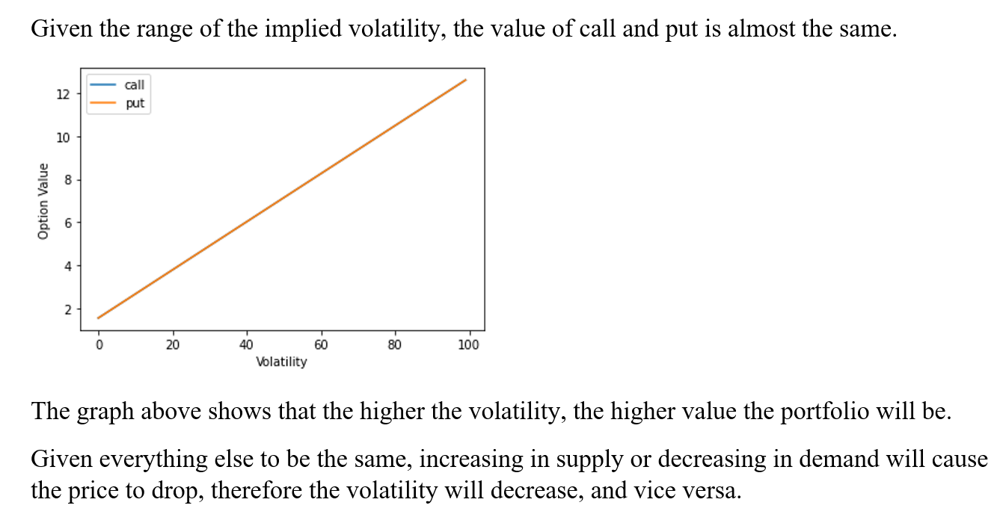 Given the range of the implied volatility, the value of call and put is almost the same.
call
put
12
10
8
6
4
2
Option Value
0 20 40 60 80 100
Volatility
The graph above shows that the higher the volatility, the higher value the portfolio will be.
Given everything else to be the same, increasing in supply or decreasing in demand will cause
the price to drop, therefore the volatility will decrease, and vice versa.